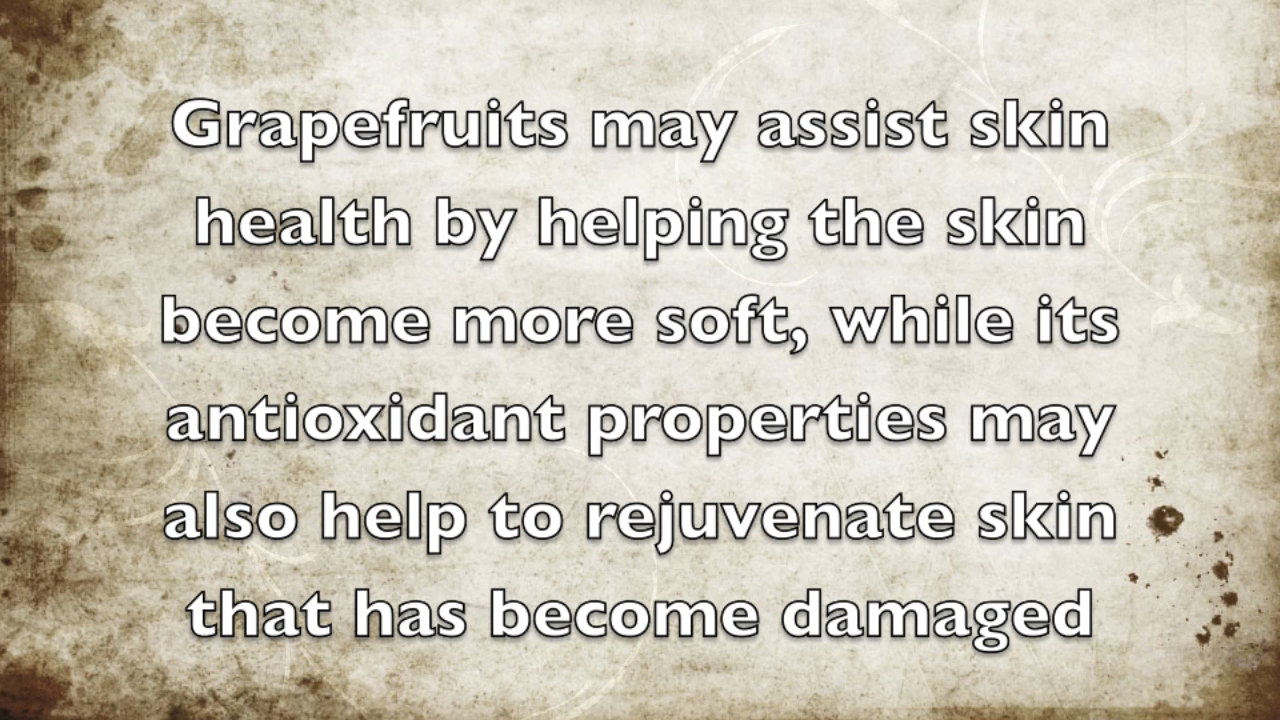 Grapefruits may assist skin
health by helping the skin
become more soft, while its
antioxidant properties may
also help to rejuvenate skin
that has become damaged